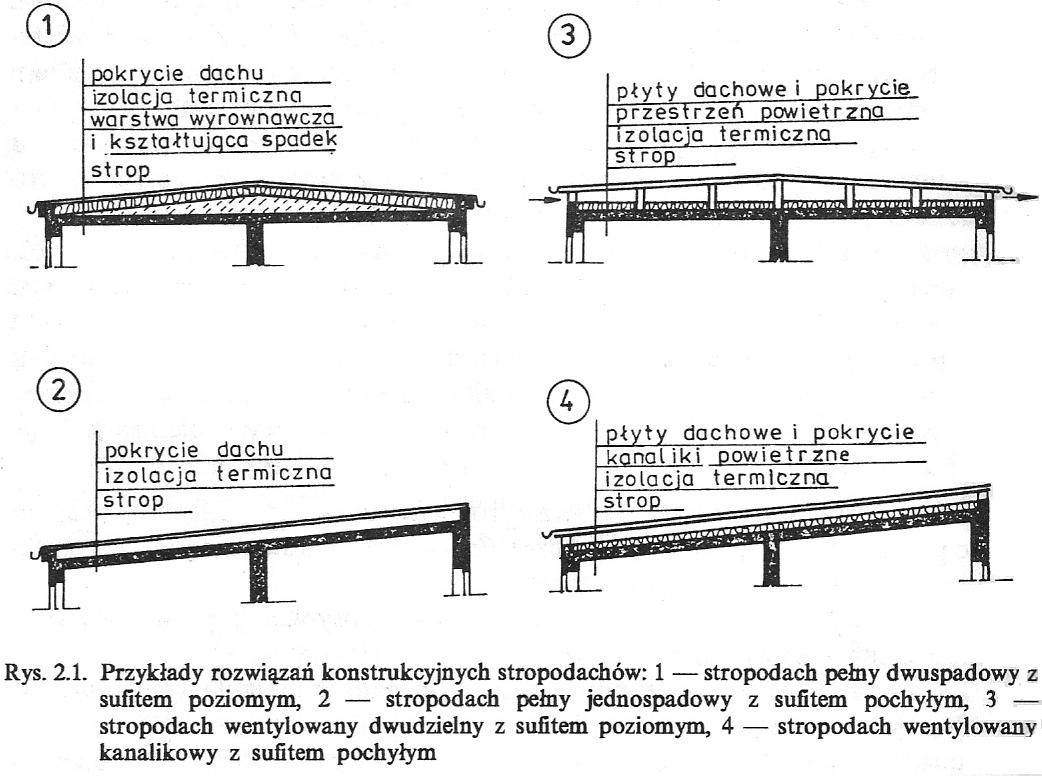 1
pokrycie dachu
izolacja termiczna
warstwa wyrownawcza
i kształtująca spadek
strop
3
płyty dachowe i pokrycie
przestrzeń powietrzna
izolacja termiczna
strop
2
pokrycie dachu
izolacja termiczna
strop
4
płyty dachowe i pokrycie
kanaliki powietrzne
izolacja termiczna
strop
Rys. 2.1. Przykłady rozwiązań konstrukcyjnych stropodachów: 1 — stropodach pełny dwuspadowy z
sufitem poziomym, 2 — stropodach pełny jednospadowy z sufitem pochyłym, 3 —
stropodach wentylowany dwudzielny z sufitem poziomym, 4 — stropodach wentylowany
kanalikowy z sufitem pochyłym